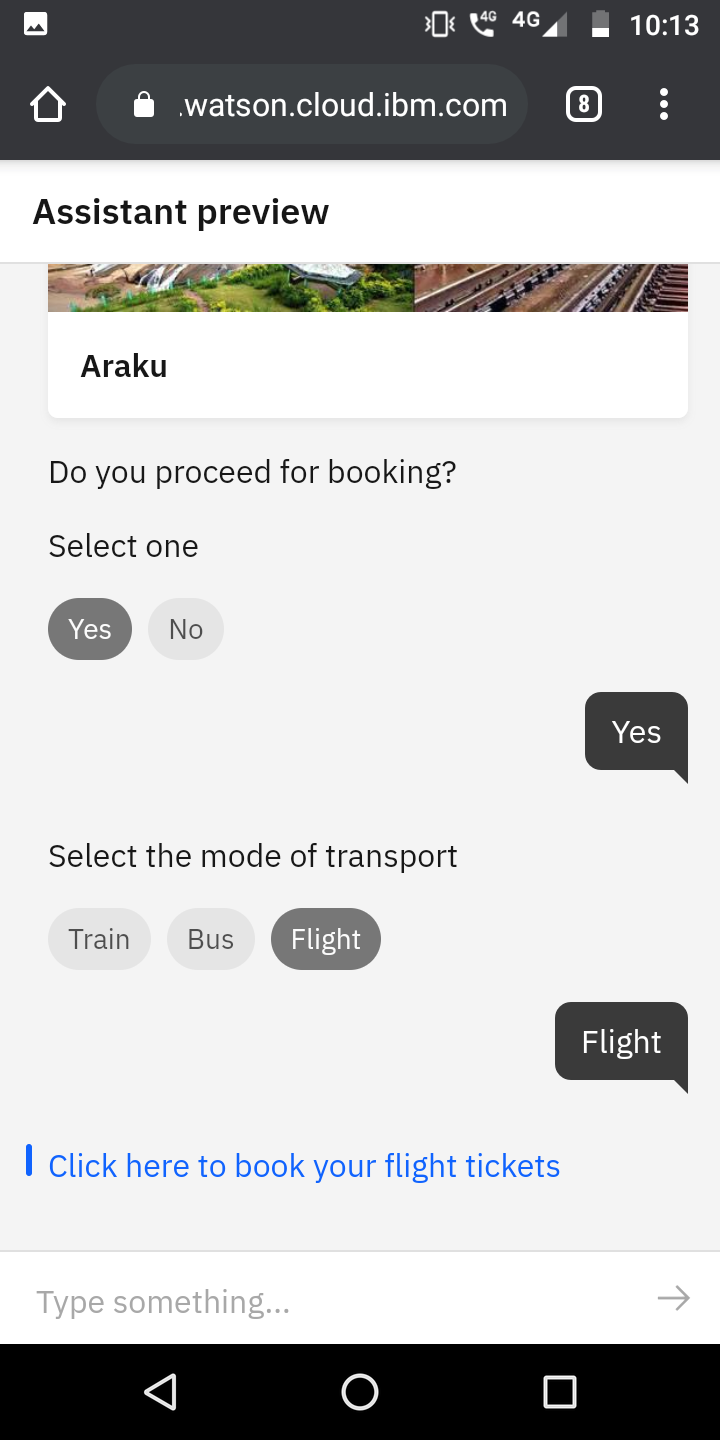 4G 4G 10:13
.watson.cloud.ibm.com 8
Assistant preview
Araku
Do you proceed for booking?
Select one
Yes No
Yes
Select the mode of transport
Train Bus Flight
Flight
Click here to book your flight tickets
Type something...